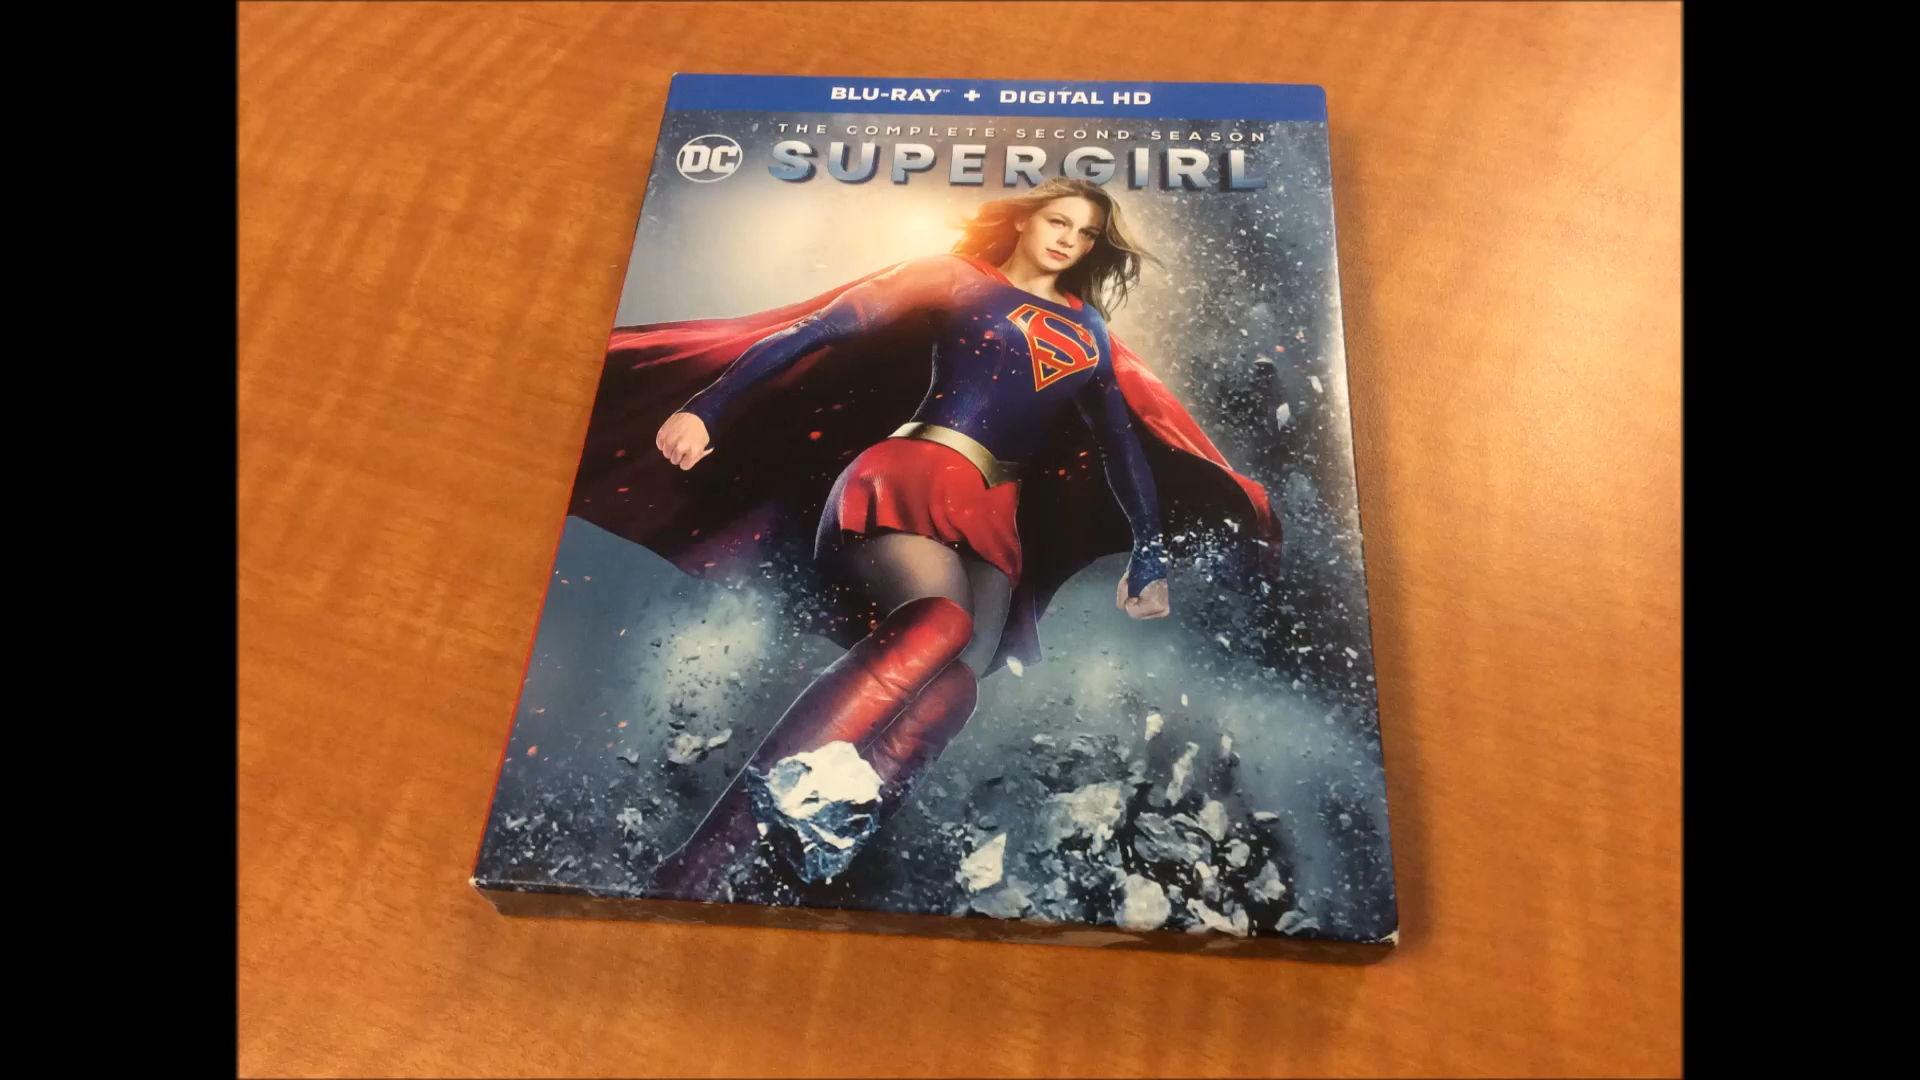 BLU-RAY™ + DIGITAL HD
THE COMPLETE SECOND SEASON
DC
SUPERGIRL
S